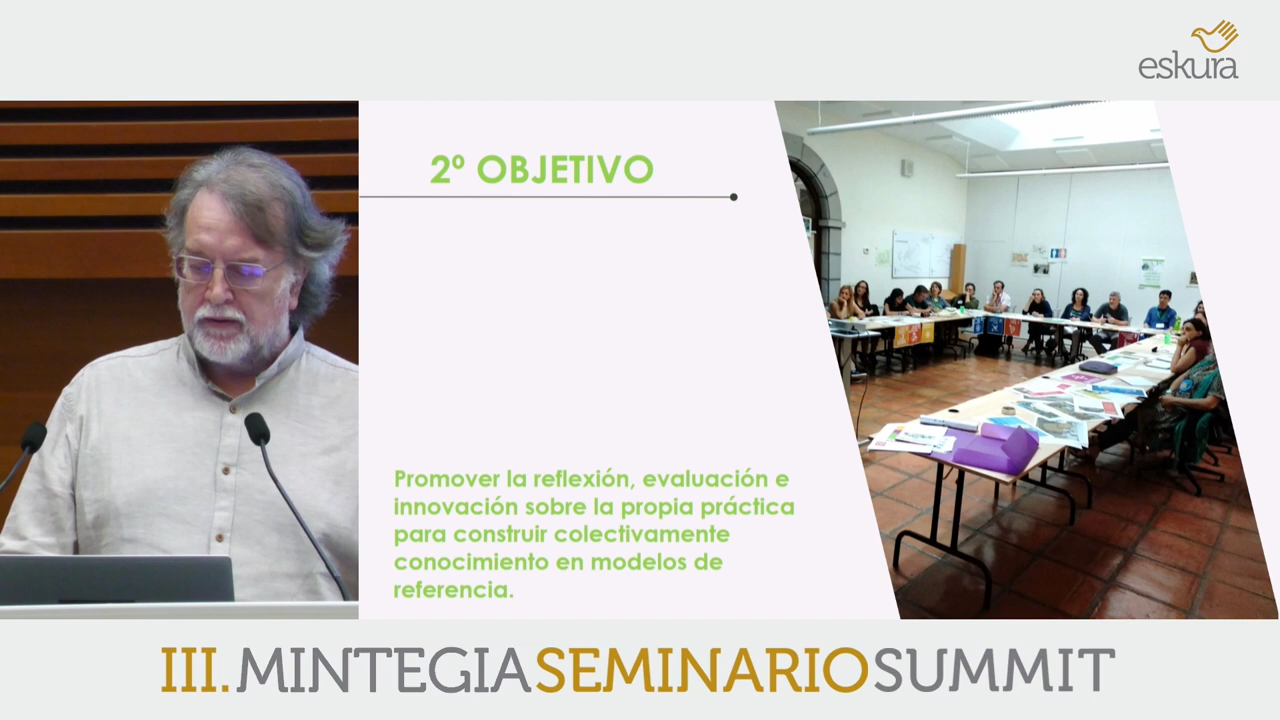 eskura
2º OBJETIVO
Promover la reflexión, evaluación e
innovación sobre la propia práctica
para construir colectivamente
conocimiento en modelos de
referencia.
III.MINTEGIASEMINARIOSUMMIT